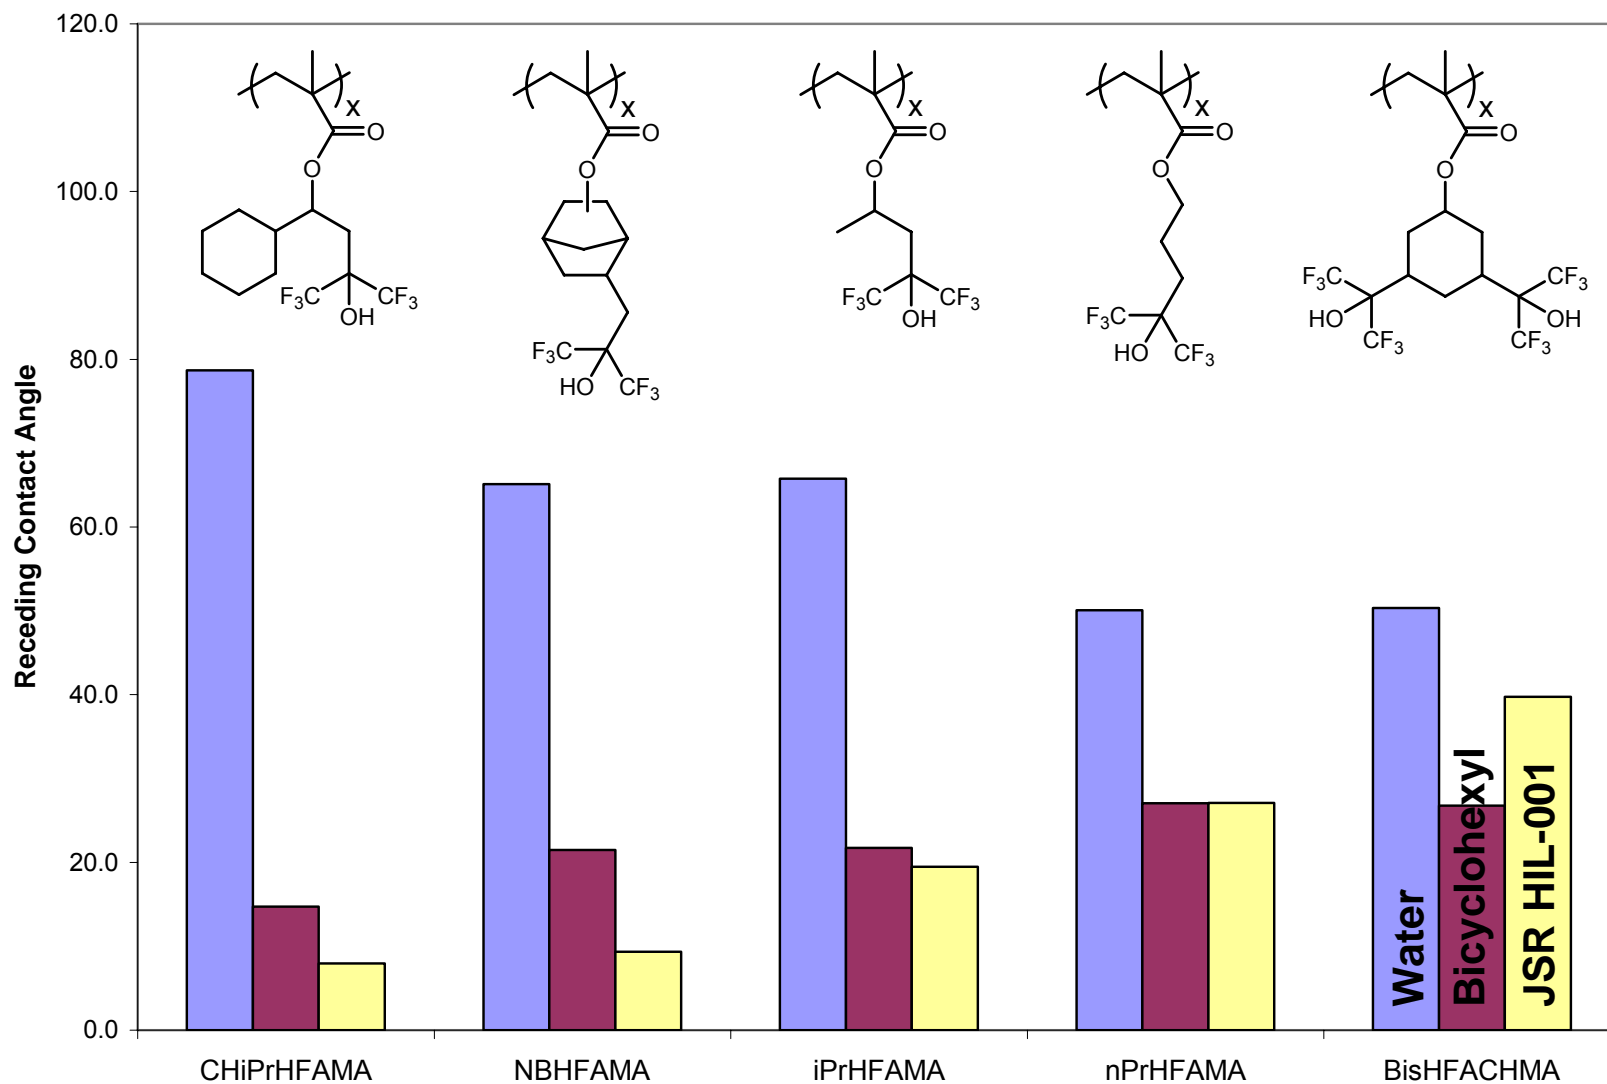 120.0
100.0
80.0
60.0
40.0
20.0
0.0
Receding Contact Angle
x
O
O
F3C
CF3
OH
x
O
O
F3C
HO
CF3
x
O
O
F3C
CF3
OH
x
O
O
F3C
HO
CF3
x
O
O
F3C
CF3
HO
OH
CF3
F3C
Water
Bicyclohexyl
JSR HIL-001
CHiPrHFAMA
NBHFAMA
iPrHFAMA
nPrHFAMA
BisHFACHMA